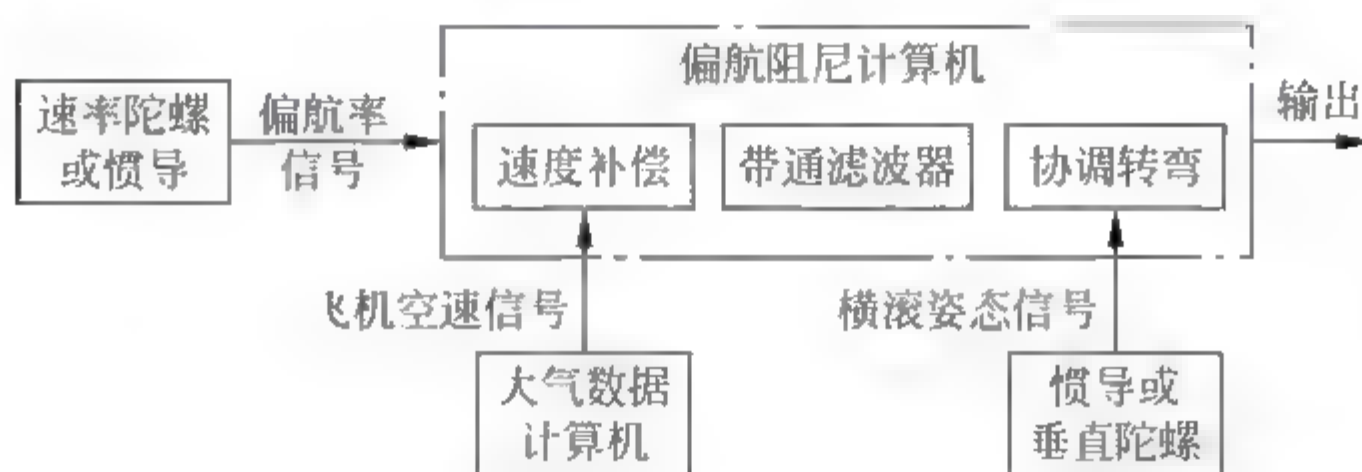 偏航阻尼计算机
速率陀螺
或惯导
偏航率
信号
速度补偿
带通滤波器
协调转弯
输出
飞机空速信号
横滚姿态信号
大气数据
计算机
惯导或
垂直陀螺